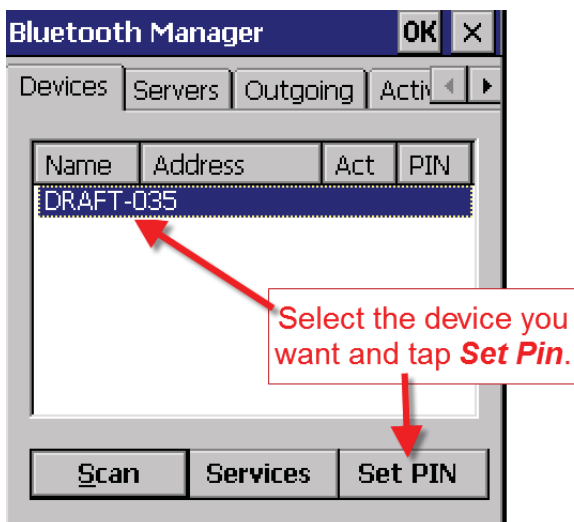 Bluetooth Manager OK ×
Devices Servers Outgoing Activ
Name Address Act PIN
DRAFT-035
Select the device you
want and tap Set Pin.
Scan Services Set PIN